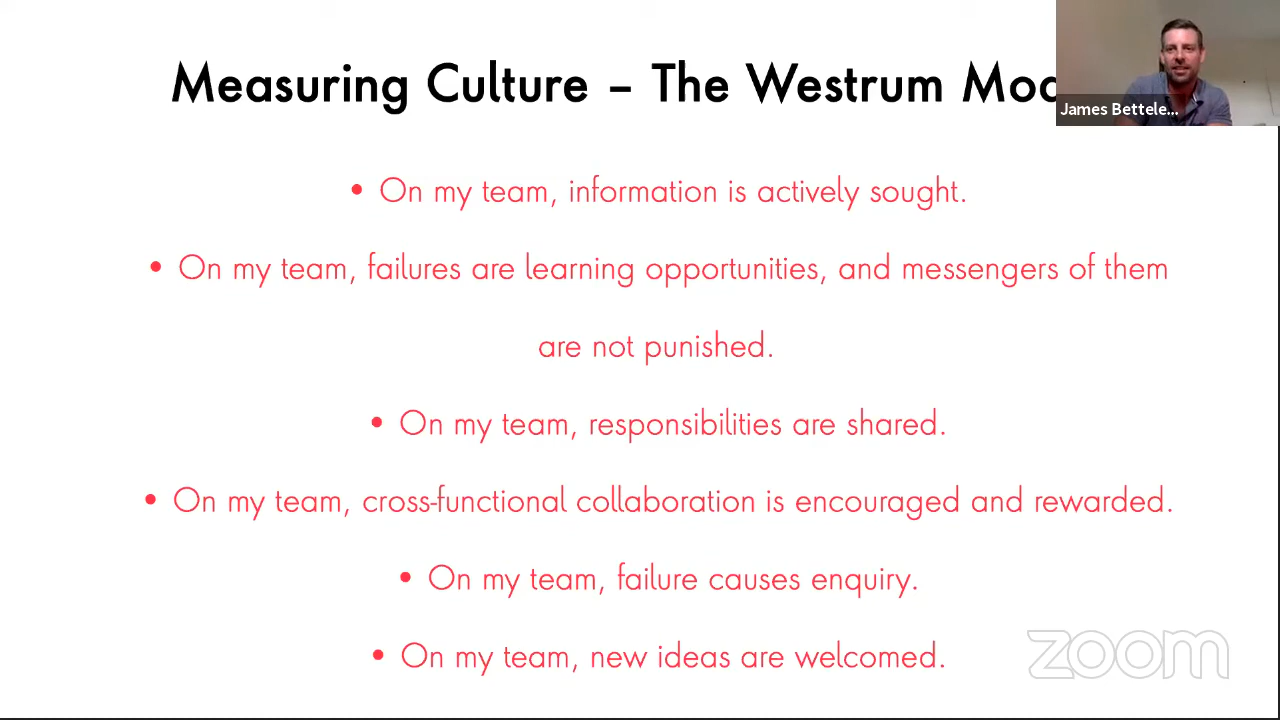 Measuring Culture – The Westrum
James Bettele...
• On my team, information is actively sought.
• On my team, failures are learning opportunities, and messengers of them
are not punished.
• On my team, responsibilities are shared.
• On my team, cross-functional collaboration is encouraged and rewarded.
• On my team, failure causes enquiry.
• On my team, new ideas are welcomed.
zoom